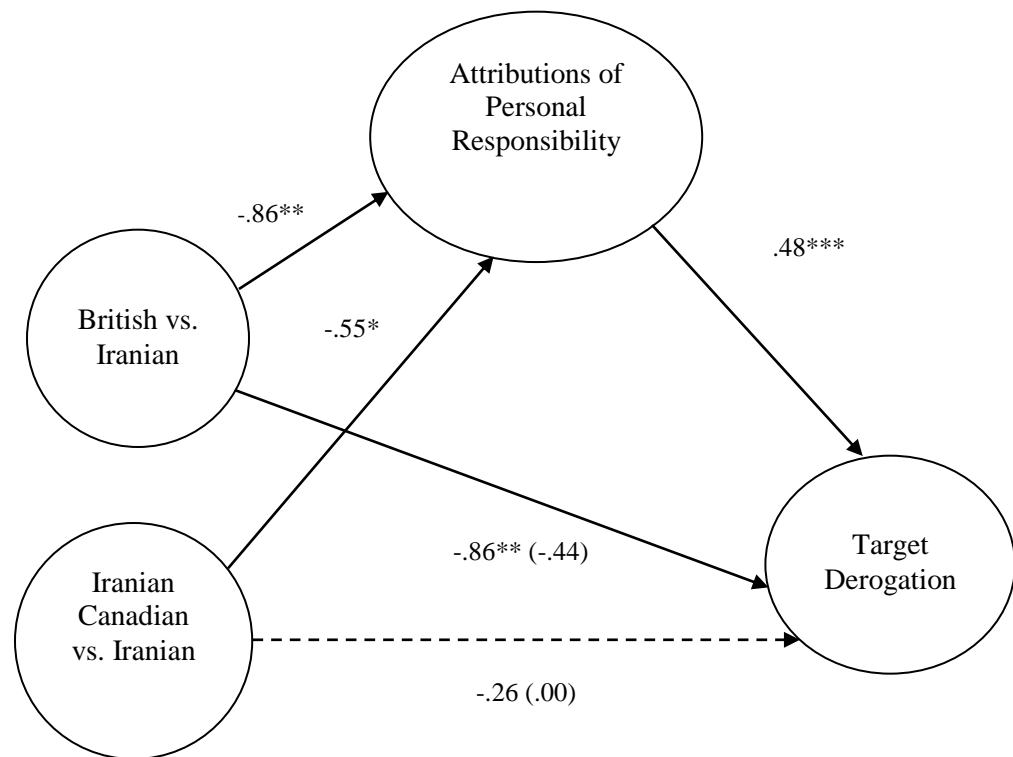 Attributions of
Personal
Responsibility
-.86**
.48***
British vs.
Iranian
-.55*
-.86** (-.44)
Target
Derogation
Iranian
Canadian
vs. Iranian
-.26 (.00)